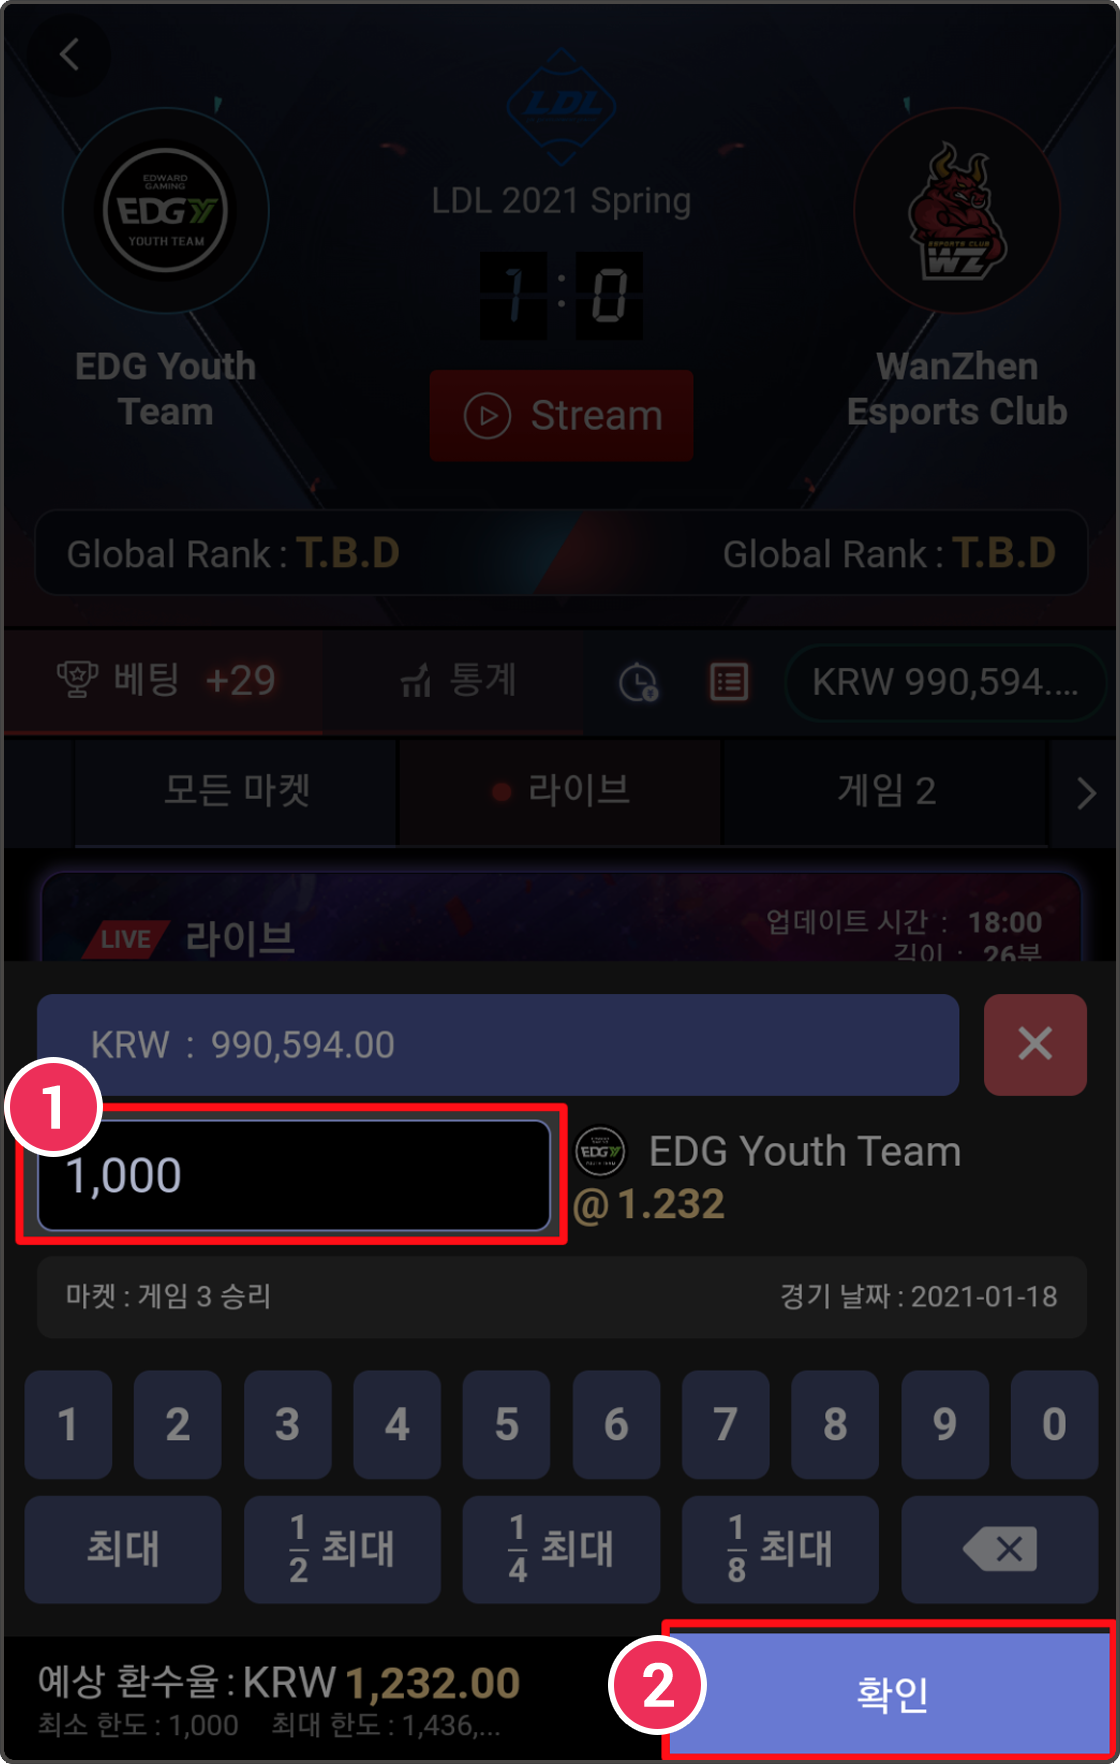 LDL
EDWARD
GAMING
EDGY
YOUTH TEAM
LDL 2021 Spring
ESPORTS CLUB
WZ
1 : 0
EDG Youth
Team
WanZhen
Esports Club
Stream
Global Rank : T.B.D
Global Rank : T.B.D
베팅 +29
통계
KRW 990,594....
모든 마켓
라이브
게임 2
LIVE 라이브
업데이트 시간 : 18:00
길이 : 26분
KRW : 990,594.00
1
1,000
EDG Youth Team
@ 1.232
마켓 : 게임 3 승리
경기 날짜 : 2021-01-18
1 2 3 4 5 6 7 8 9 0
최대 1/2 최대 1/4 최대 1/8 최대
예상 환수율 : KRW 1,232.00
최소 한도 : 1,000 최대 한도 : 1,436,...
2
확인